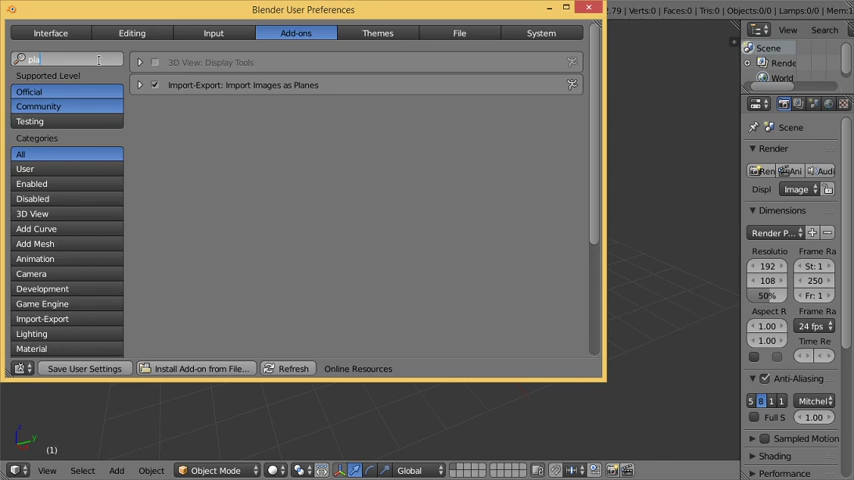 Blender User Preferences
.79 | Verts:0 | Faces:0 | Tris:0 | Objects:0/0 | Lamps:0/0 | Mem:1
Interface Editing Input Add-ons Themes File System
View Search
pla
3D View: Display Tools
Scene
Supported Level
Rende
Official
Import-Export: Import Images as Planes
World
Community
Testing
Scene
Categories
All
Render
User
Ren Ani Audi
Enabled
Displ Image
Disabled
3D View
Dimensions
Add Curve
Render P...
Add Mesh
Resolutio Frame Ra
Animation
192 St: 1
Camera
108 250
Development
50% Fr: 1
Game Engine
Aspect R Frame Ra
Import-Export
1.00 24 fps
Lighting
1.00 Time Re
Material
Save User Settings Install Add-on from File... Refresh Online Resources
Anti-Aliasing
5 8 1 1 Mitchel
Full S 1.00
Sampled Motion
(1)
Shading
View Select Add Object Object Mode Global
Performance